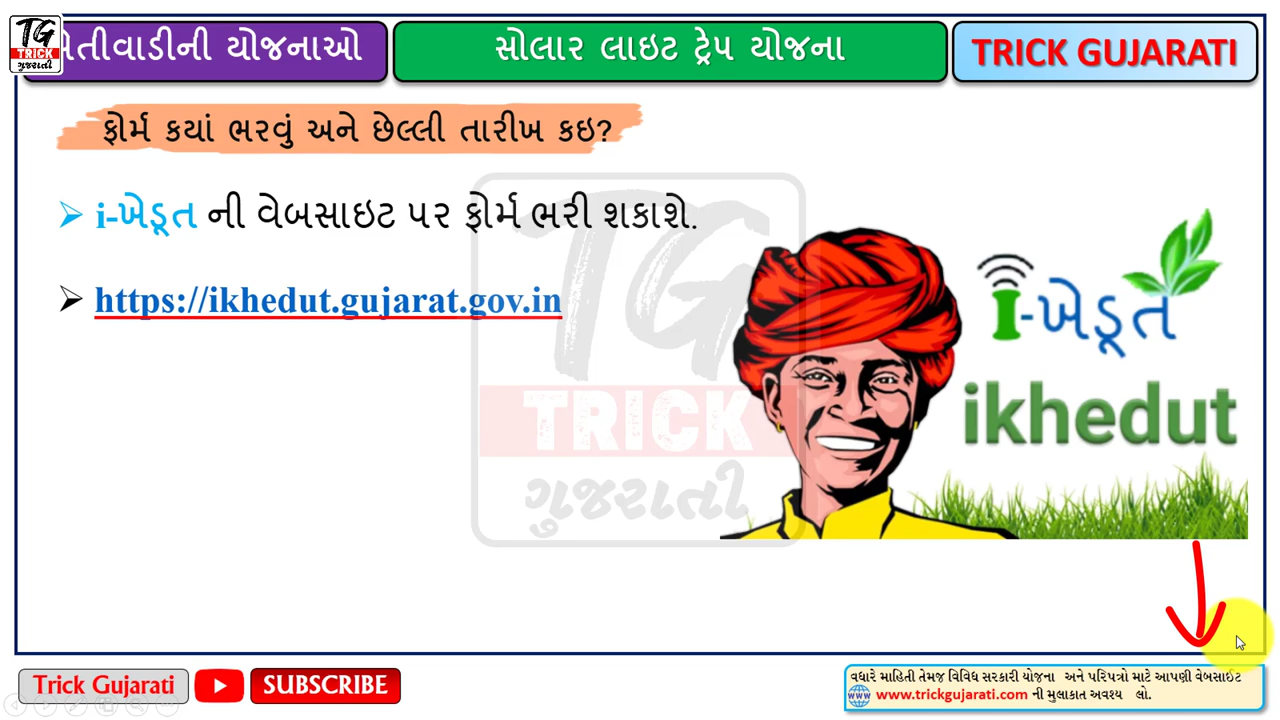 TG
TRICK
ગુજરાતી
ખેતીવાડીની યોજનાઓ
સોલાર લાઇટ ટ્રેપ યોજના
TRICK GUJARATI
ફોર્મ કયાં ભરવું અને છેલ્લી તારીખ કઇ?
➢ i-ખેડૂત ની વેબસાઇટ પર ફોર્મ ભરી શકાશે.
➢ https://ikhedut.gujarat.gov.in
i-ખેડૂત
ikhedut
TG
TRICK
ગુજરાતી
Trick Gujarati
SUBSCRIBE
વધારે માહિતી તેમજ વિવિધ સરકારી યોજના અને પરિપત્રો માટે આપણી વેબસાઈટ
www.trickgujarati.com ની મુલાકાત અવશ્ય લો.